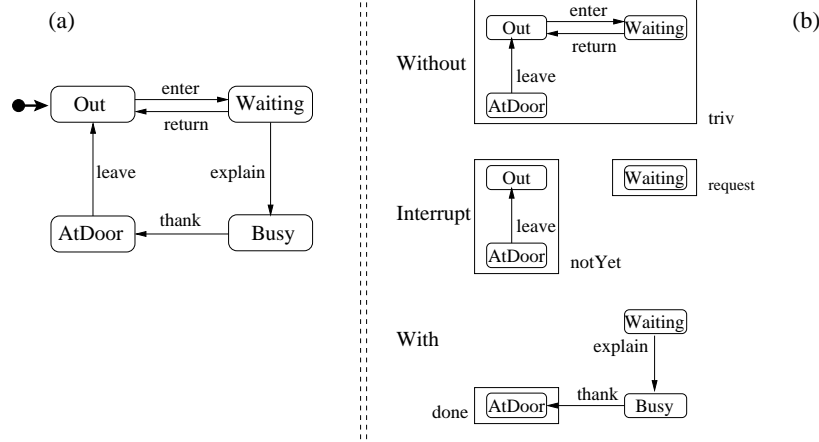 (a)
Out
enter
Waiting
return
leave
explain
AtDoor
thank
Busy
(b)
Without
Out
enter
Waiting
return
leave
AtDoor
triv
Interrupt
Out
leave
AtDoor
notYet
Waiting
request
With
Waiting
explain
done
AtDoor
thank
Busy